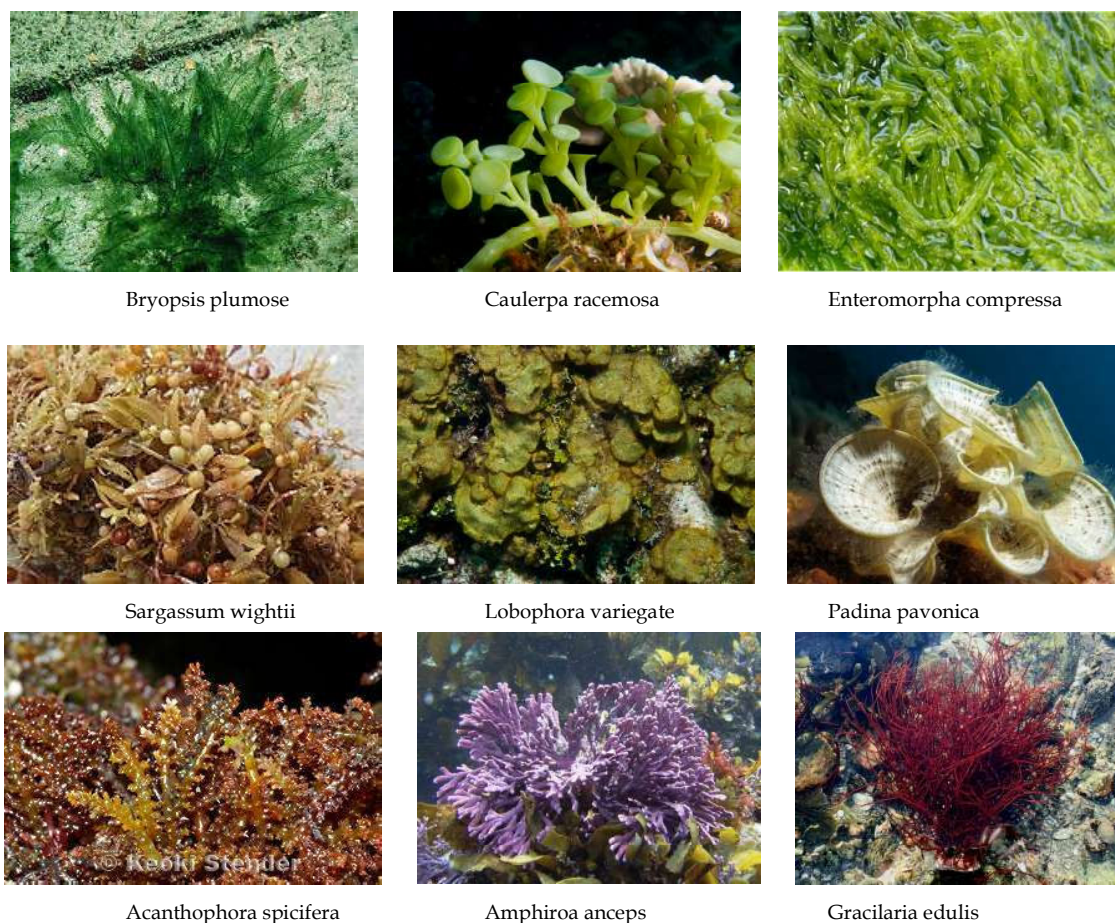 Bryopsis plumose
Caulerpa racemosa
Enteromorpha compressa
Sargassum wightii
Lobophora variegate
Padina pavonica
© Keoki Stender
Acanthophora spicifera
Amphiroa anceps
Gracilaria edulis